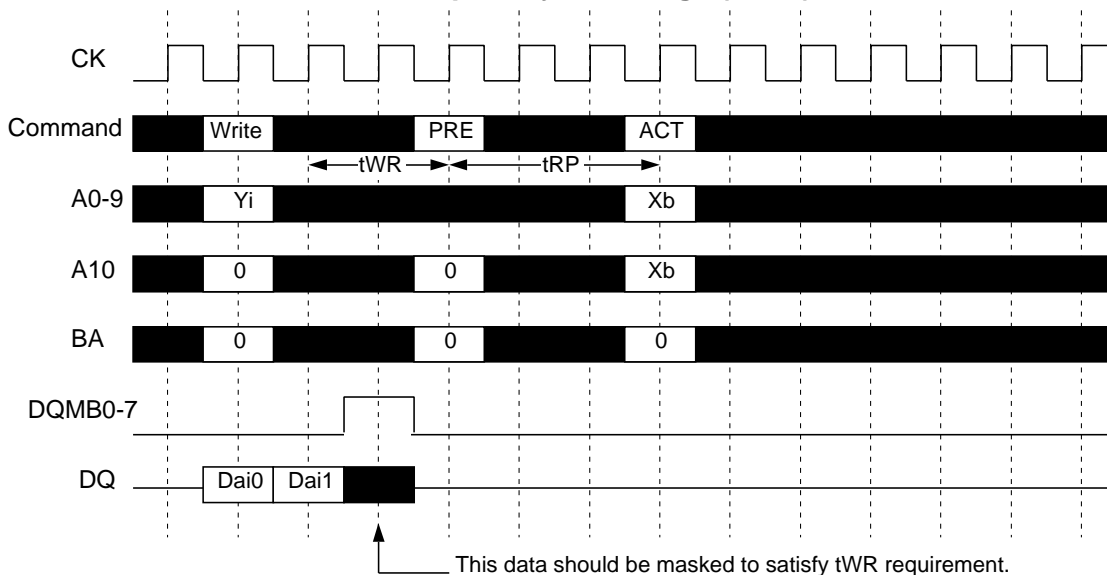 CK
Command Write PRE ACT
tWR tRP
A0-9 Yi Xb
A10 0 0 Xb
BA 0 0 0
DQMB0-7
DQ Dai0 Dai1
This data should be masked to satisfy tWR requirement.